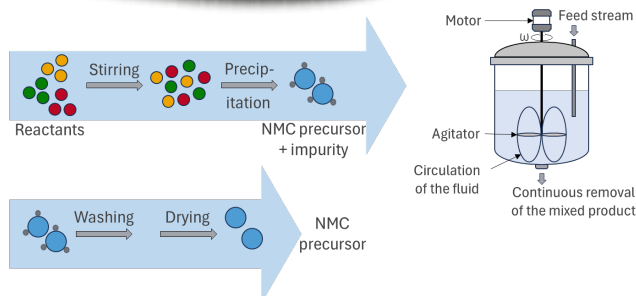 Stirring
Precip-
itation
Reactants
NMC precursor
+ impurity
Washing
Drying
NMC
precursor
Motor
Feed stream
ω
Agitator
Circulation
of the fluid
Continuous removal
of the mixed product